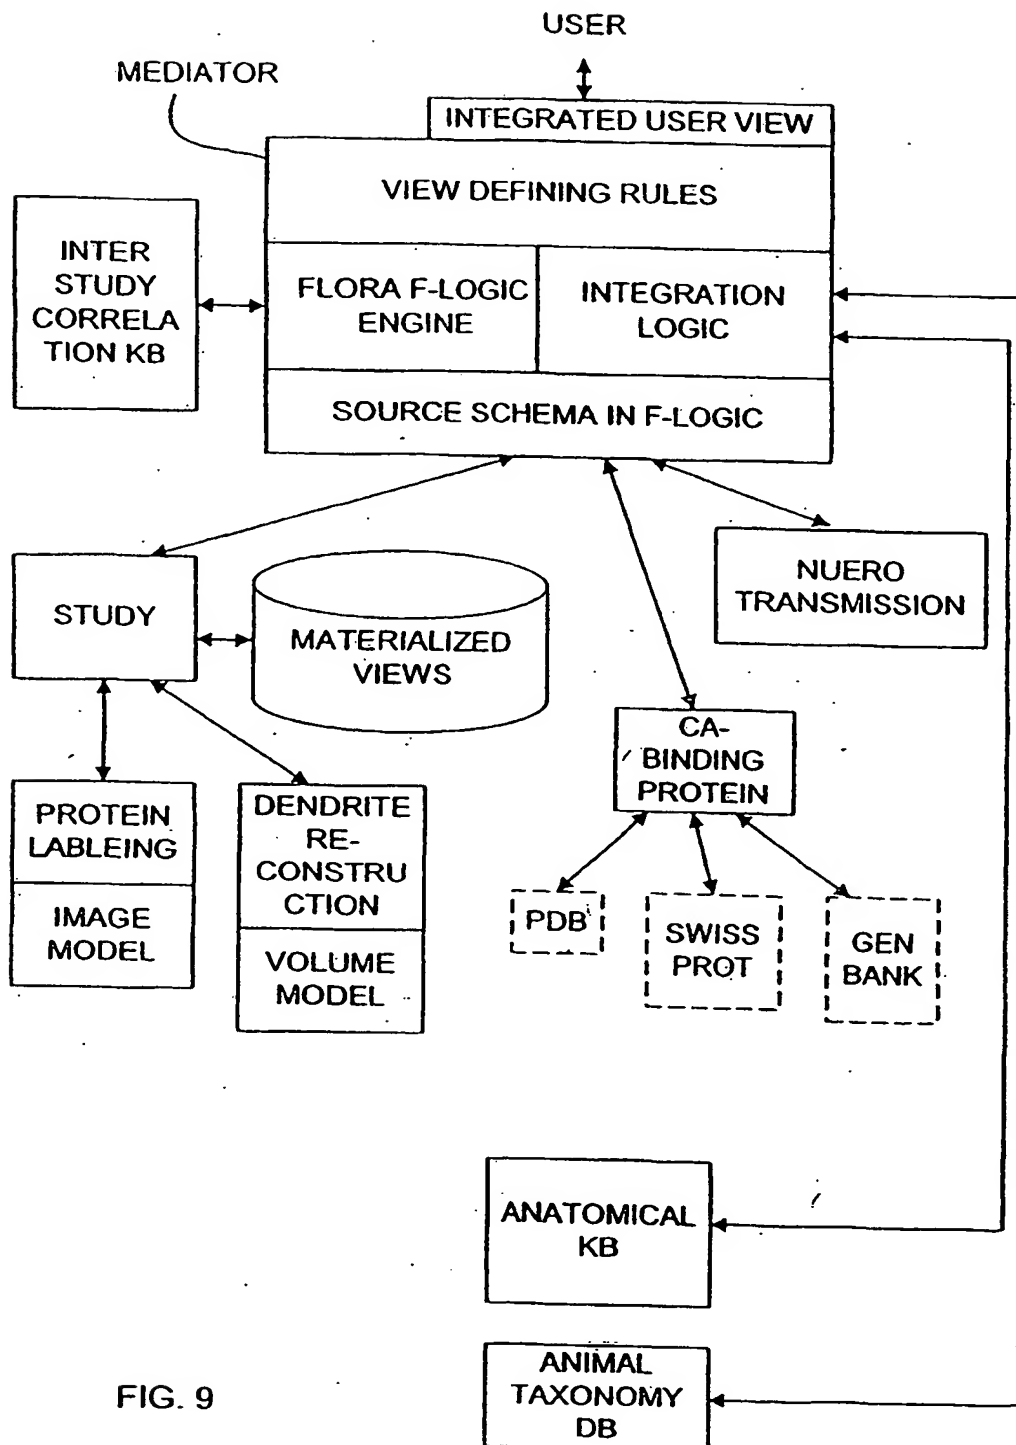 USER
MEDIATOR
INTEGRATED USER VIEW
VIEW DEFINING RULES
INTER
STUDY
CORRELA
TION KB
FLORA F-LOGIC
ENGINE
INTEGRATION
LOGIC
SOURCE SCHEMA IN F-LOGIC
STUDY
MATERIALIZED
VIEWS
NUERO
TRANSMISSION
CA-
BINDING
PROTEIN
PROTEIN
LABLEING
IMAGE
MODEL
DENDRITE
RE-
CONSTRU
CTION
VOLUME
MODEL
PDB
SWISS
PROT
GEN
BANK
ANATOMICAL
KB
ANIMAL
TAXONOMY
DB
FIG. 9